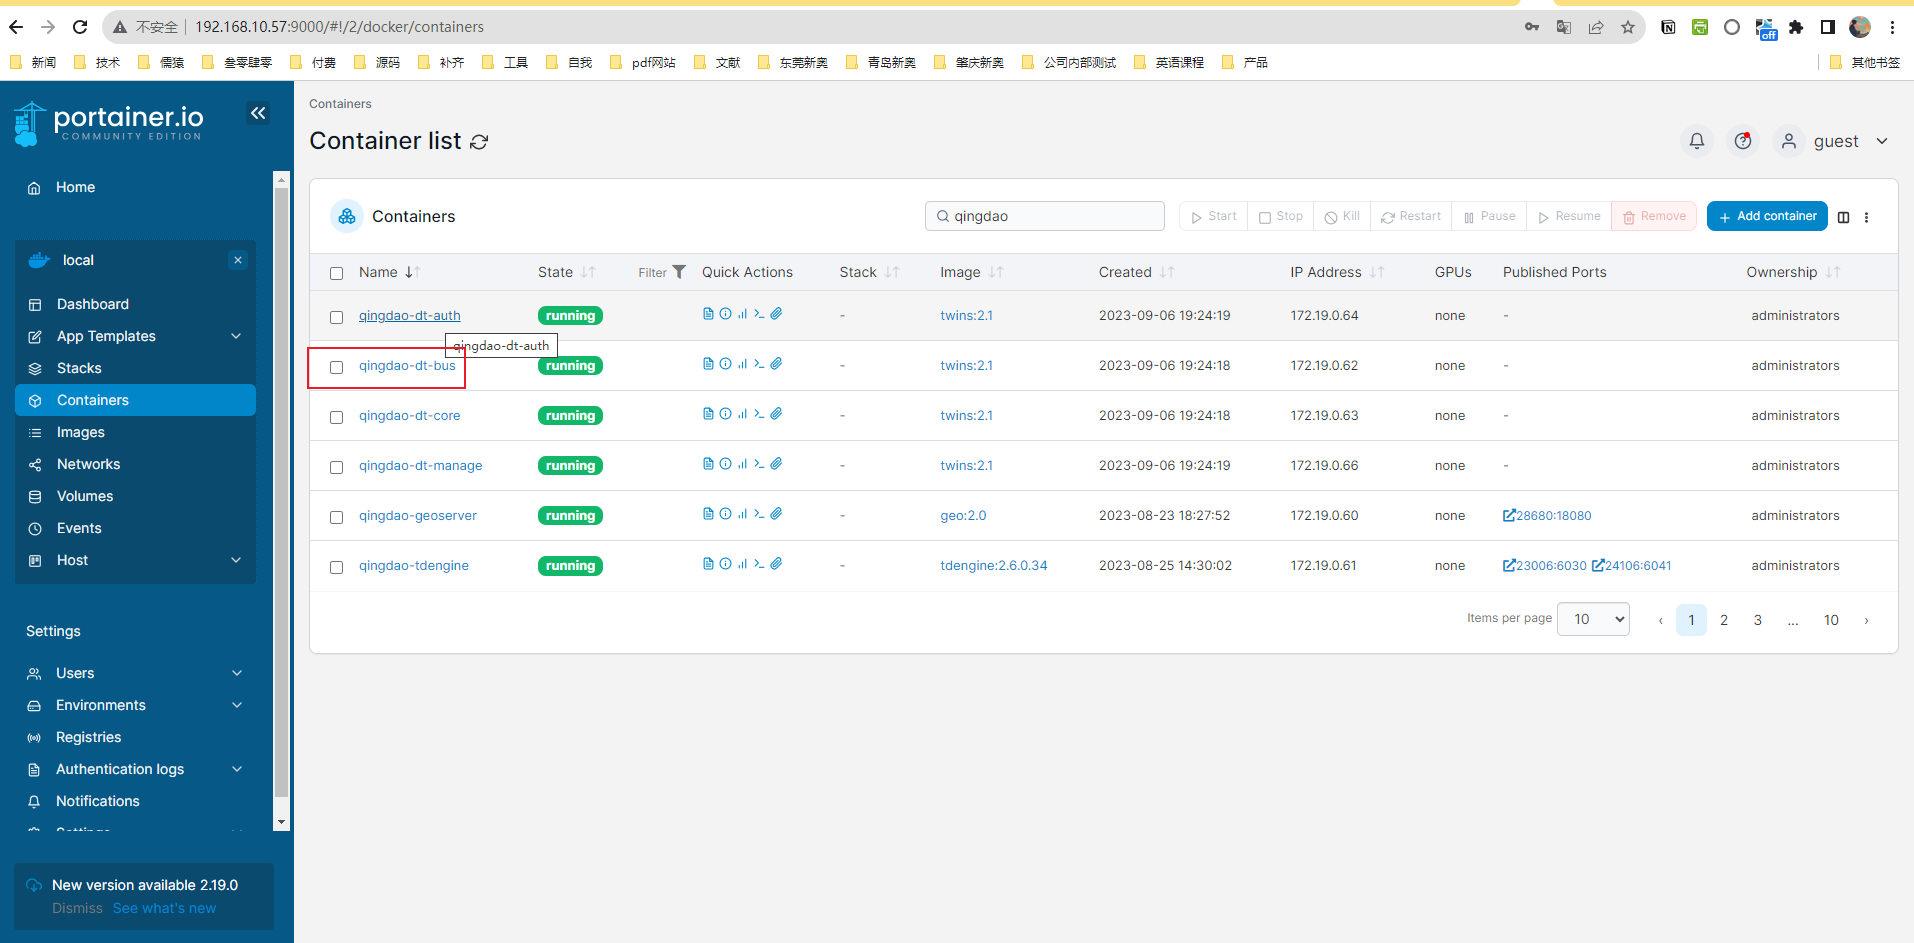 不安全 192.168.10.57:9000/#!/2/docker/containers
off
新闻 技术 儒猿 叁零肆零 付费 源码 补齐 工具 自我 pdf网站 文献 东莞新奥 青岛新奥 肇庆新奥 公司内部测试 英语课程 产品 其他书签
portainer.io
COMMUNITY EDITION
Home
local
Dashboard
App Templates
Stacks
Containers
Images
Networks
Volumes
Events
Host
Settings
Users
Environments
Registries
Authentication logs
Notifications
Settings
New version available 2.19.0
Dismiss See what's new
Containers
Container list
guest
Containers qingdao Start Stop Kill Restart Pause Resume Remove + Add container
Name State Filter Quick Actions Stack Image Created IP Address GPUs Published Ports Ownership
qingdao-dt-auth running - twins:2.1 2023-09-06 19:24:19 172.19.0.64 none - administrators
qingdao-dt-auth
qingdao-dt-bus running - twins:2.1 2023-09-06 19:24:18 172.19.0.62 none - administrators
qingdao-dt-core running - twins:2.1 2023-09-06 19:24:18 172.19.0.63 none - administrators
qingdao-dt-manage running - twins:2.1 2023-09-06 19:24:19 172.19.0.66 none - administrators
qingdao-geoserver running - geo:2.0 2023-08-23 18:27:52 172.19.0.60 none 28680:18080 administrators
qingdao-tdengine running - tdengine:2.6.0.34 2023-08-25 14:30:02 172.19.0.61 none 23006:6030 24106:6041 administrators
Items per page 10 ‹ 1 2 3 ... 10 ›